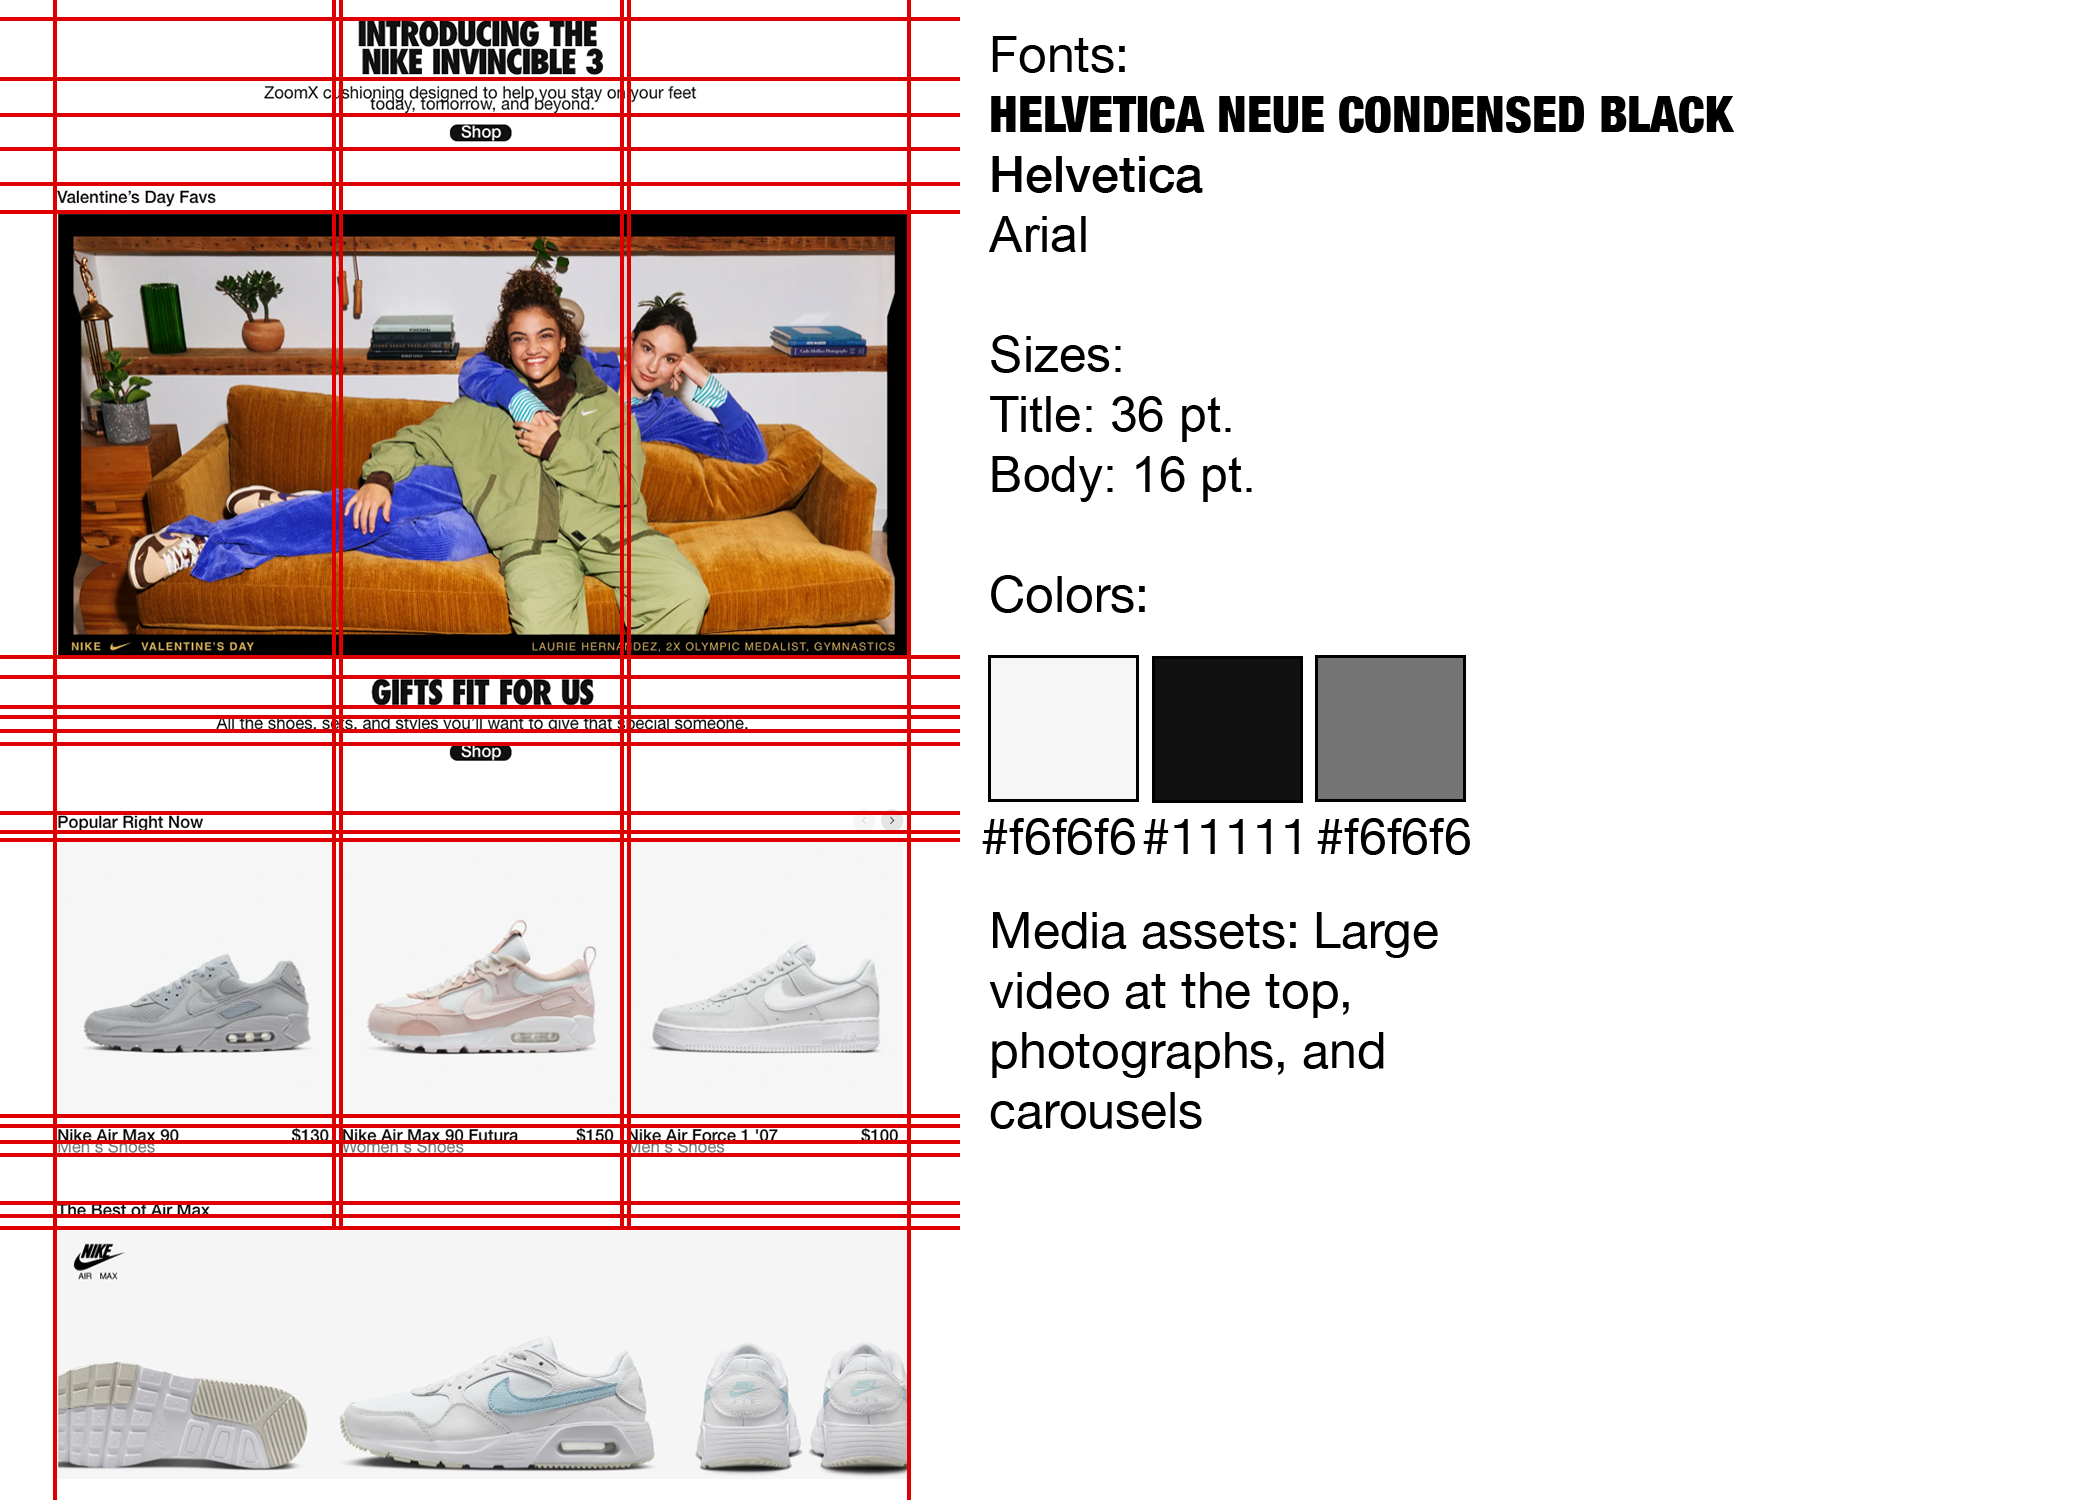 INTRODUCING THE
NIKE INVINCIBLE 3
ZoomX cushioning designed to help you stay on your feet
today, tomorrow, and beyond.
Shop
Valentine's Day Favs
NIKE VALENTINE'S DAY
LAURIE HERNANDEZ, 2X OLYMPIC MEDALIST, GYMNASTICS
GIFTS FIT FOR US
All the shoes, sets, and styles you'll want to give that special someone.
Shop
Popular Right Now
Nike Air Max 90 $130
Men's Shoes
Nike Air Max 90 Futura $150
Women's Shoes
Nike Air Force 1 '07 $100
Men's Shoes
The Best of Air Max
NIKE
AIR MAX
Fonts:
HELVETICA NEUE CONDENSED BLACK
Helvetica
Arial
Sizes:
Title: 36 pt.
Body: 16 pt.
Colors:
#f6f6f6 #11111 #f6f6f6
Media assets: Large
video at the top,
photographs, and
carousels